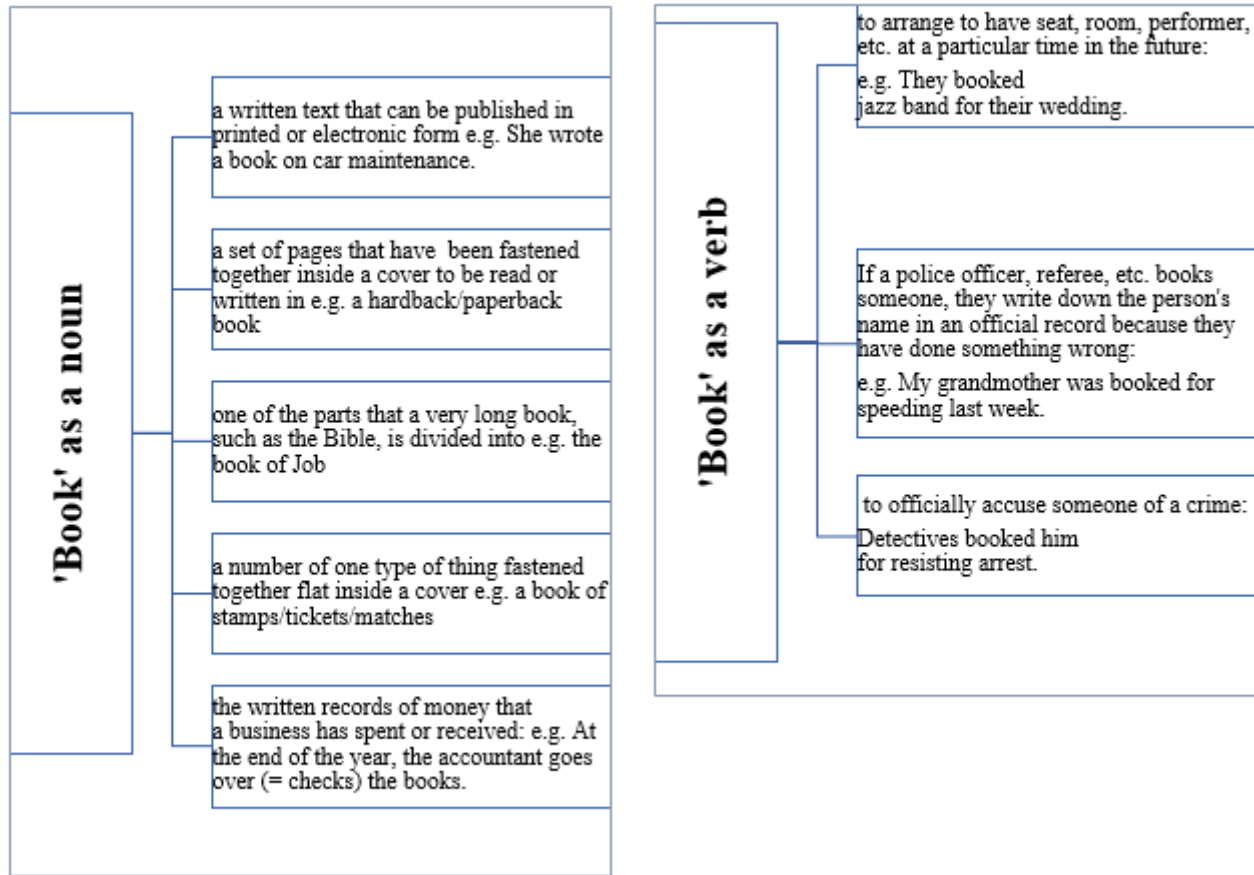 'Book' as a noun
a written text that can be published in
printed or electronic form e.g. She wrote
a book on car maintenance.
a set of pages that have  been fastened
together inside a cover to be read or
written in e.g. a hardback/paperback
book
one of the parts that a very long book,
such as the Bible, is divided into e.g. the
book of Job
a number of one type of thing fastened
together flat inside a cover e.g. a book of
stamps/tickets/matches
the written records of money that
a business has spent or received: e.g. At
the end of the year, the accountant goes
over (= checks) the books.
'Book' as a verb
to arrange to have seat, room, performer,
etc. at a particular time in the future:
e.g. They booked
jazz band for their wedding.
If a police officer, referee, etc. books
someone, they write down the person's
name in an official record because they
have done something wrong:
e.g. My grandmother was booked for
speeding last week.
to officially accuse someone of a crime:
Detectives booked him
for resisting arrest.